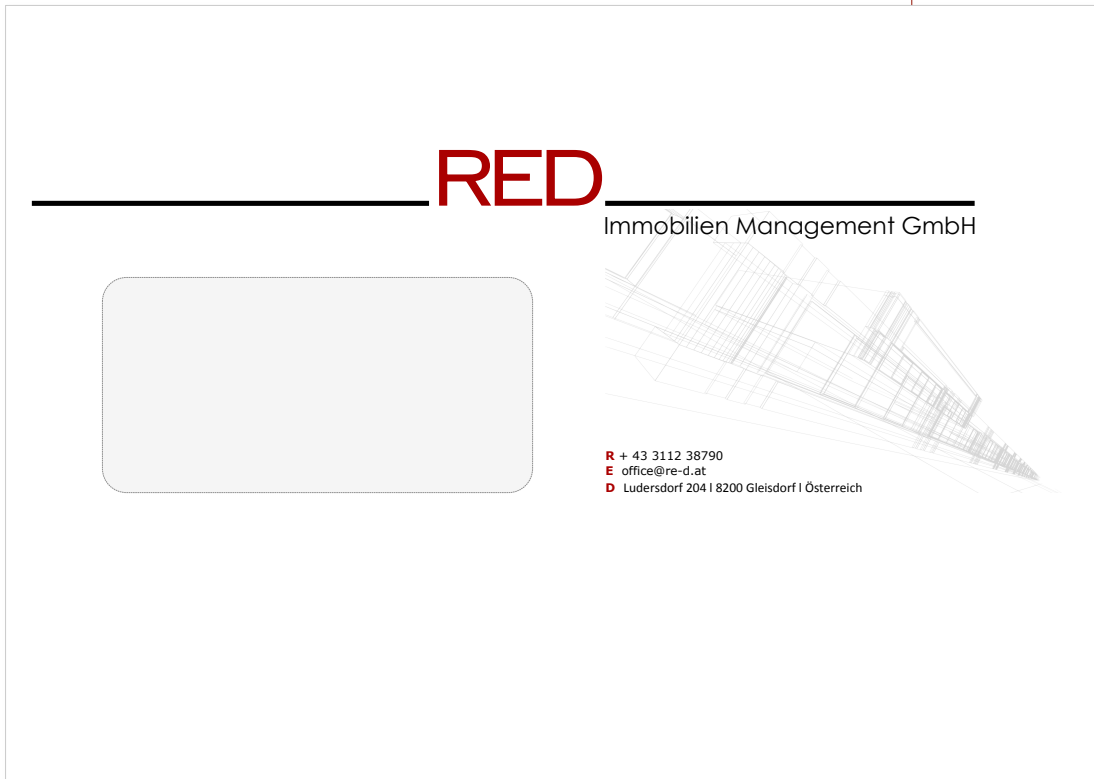 RED
Immobilien Management GmbH
R + 43 3112 38790
E office@re-d.at
D Ludersdorf 204 l 8200 Gleisdorf l Österreich